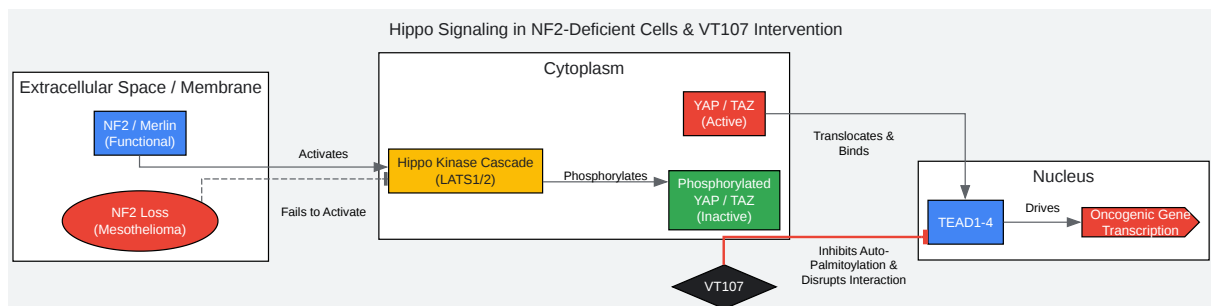 Hippo Signaling in NF2-Deficient Cells & VT107 Intervention
Extracellular Space / Membrane
NF2 / Merlin
(Functional)
NF2 Loss
(Mesothelioma)
Activates
Fails to Activate
Cytoplasm
Hippo Kinase Cascade
(LATS1/2)
Phosphorylates
YAP / TAZ
(Active)
Phosphorylated
YAP / TAZ
(Inactive)
Translocates &
Binds
Nucleus
TEAD1-4
Drives
Oncogenic Gene
Transcription
VT107
Inhibits Auto-
Palmitoylation &
Disrupts Interaction